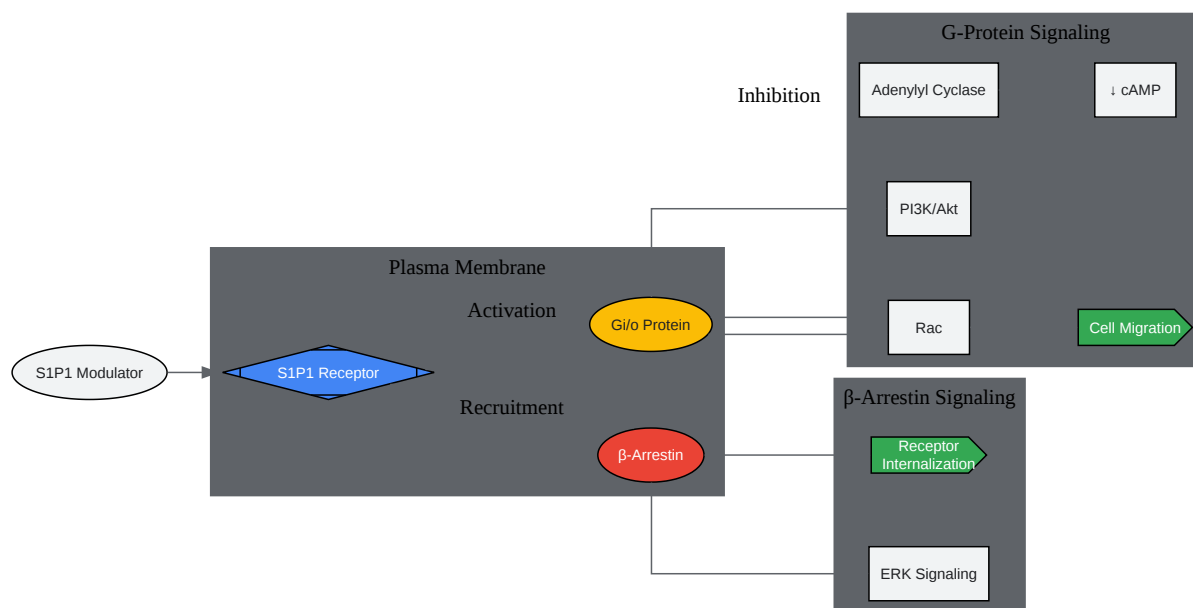 G-Protein Signaling
Inhibition
Adenylyl Cyclase
↓ cAMP
PI3K/Akt
Plasma Membrane
Activation
Gi/o Protein
Rac
Cell Migration
S1P1 Modulator
S1P1 Receptor
Recruitment
β-Arrestin
β-Arrestin Signaling
Receptor
Internalization
ERK Signaling